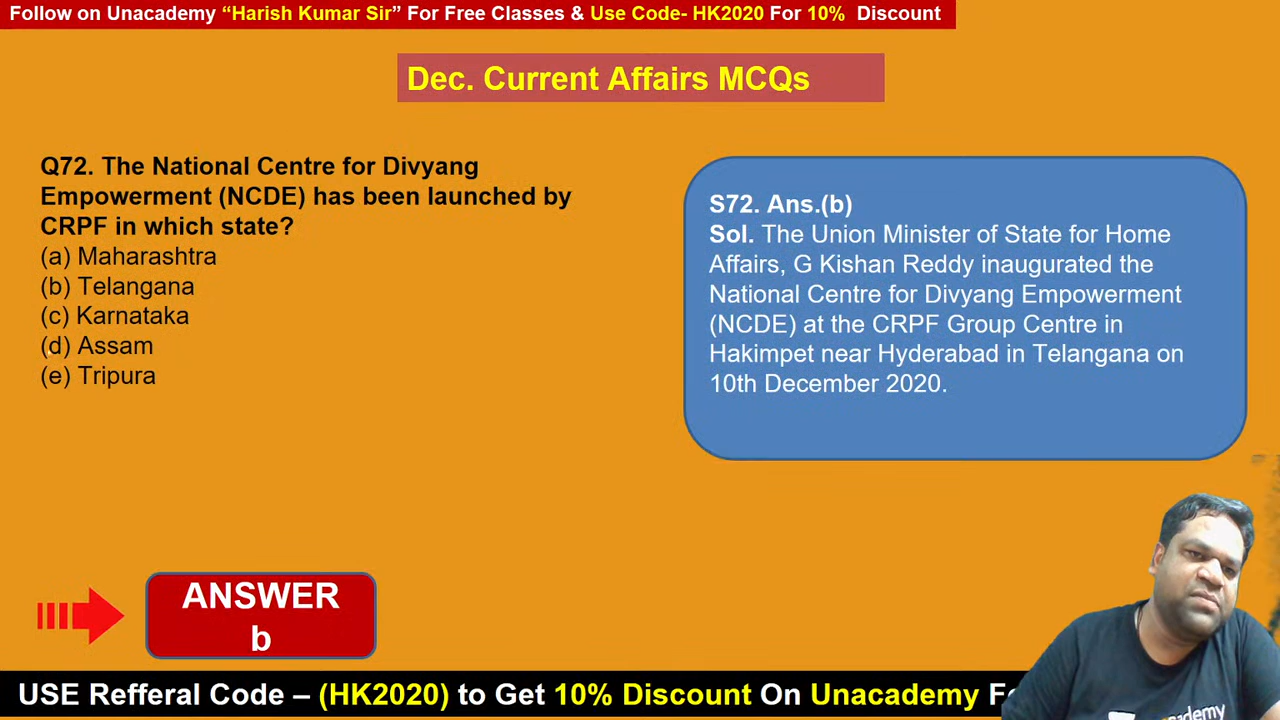 Follow on Unacademy “Harish Kumar Sir” For Free Classes & Use Code- HK2020 For 10% Discount
Dec. Current Affairs MCQs
Q72. The National Centre for Divyang
Empowerment (NCDE) has been launched by
CRPF in which state?
(a) Maharashtra
(b) Telangana
(c) Karnataka
(d) Assam
(e) Tripura
S72. Ans.(b)
Sol. The Union Minister of State for Home
Affairs, G Kishan Reddy inaugurated the
National Centre for Divyang Empowerment
(NCDE) at the CRPF Group Centre in
Hakimpet near Hyderabad in Telangana on
10th December 2020.
ANSWER
b
USE Refferal Code – (HK2020) to Get 10% Discount On Unacademy